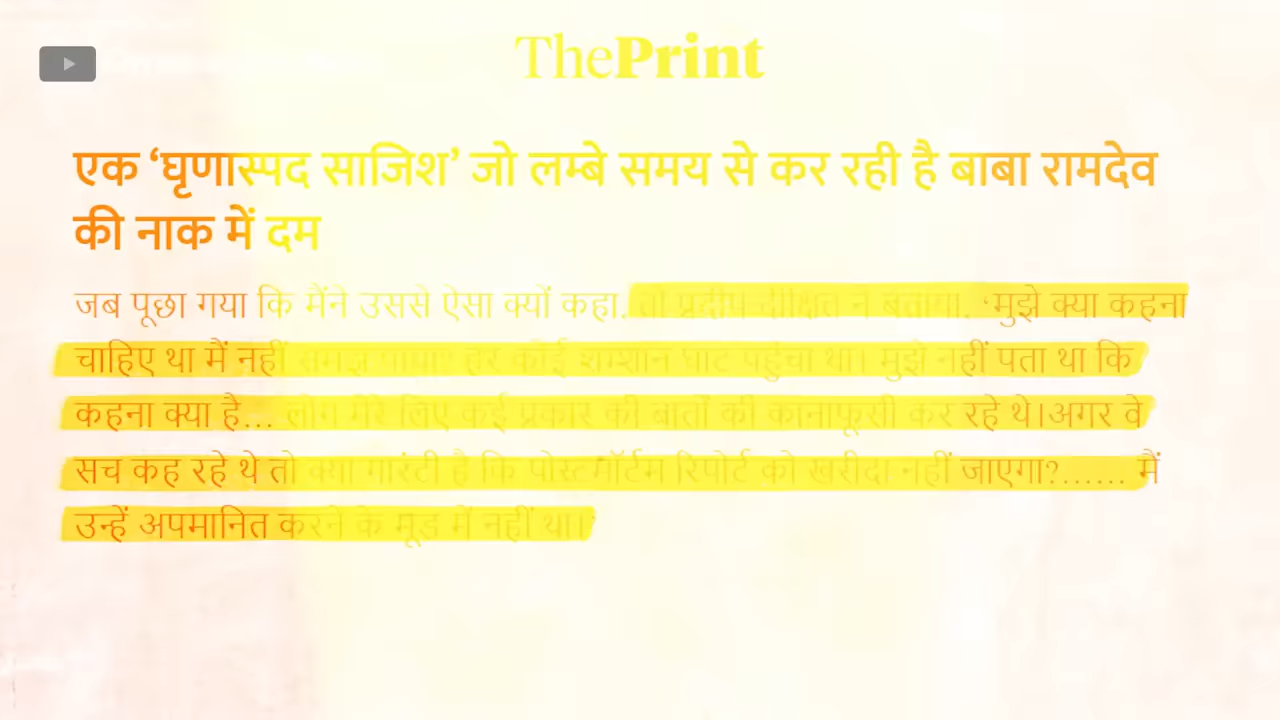 ThePrint
एक ‘घृणास्पद साजिश’ जो लम्बे समय से कर रही है बाबा रामदेव
की नाक में दम
जब पूछा गया कि मैंने उससे ऐसा क्यों कहा, तो प्रदीप दीक्षित ने बताया, ‘मुझे क्या कहना
चाहिए था मैं नहीं समझ पाया? हर कोई शमशान घाट पहुंचा था। मुझे नहीं पता था कि
कहना क्या है... लोग मेरे लिए कई प्रकार की बातों की कानाफूसी कर रहे थे।अगर वे
सच कह रहे थे तो क्या गारंटी है कि पोस्टमॉर्टम रिपोर्ट को खरीदा नहीं जाएगा?...... मैं
उन्हें अपमानित करने के मूड में नहीं था।’